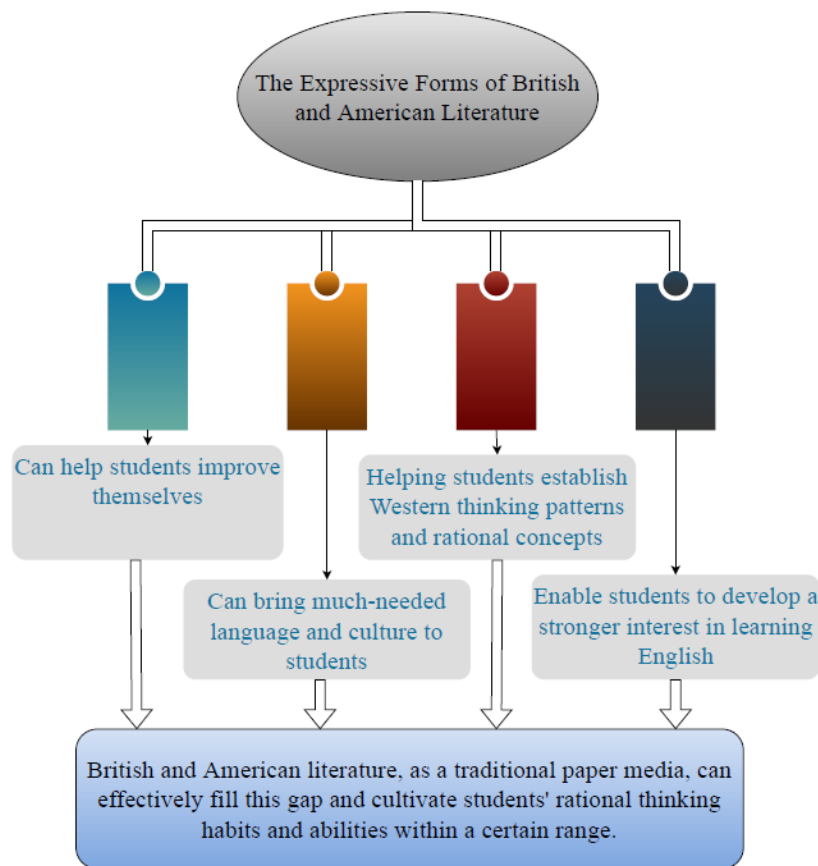 The Expressive Forms of British
and American Literature
Can help students improve
themselves
Helping students establish
Western thinking patterns
and rational concepts
Can bring much-needed
language and culture to
students
Enable students to develop a
stronger interest in learning
English
British and American literature, as a traditional paper media, can
effectively fill this gap and cultivate students' rational thinking
habits and abilities within a certain range.